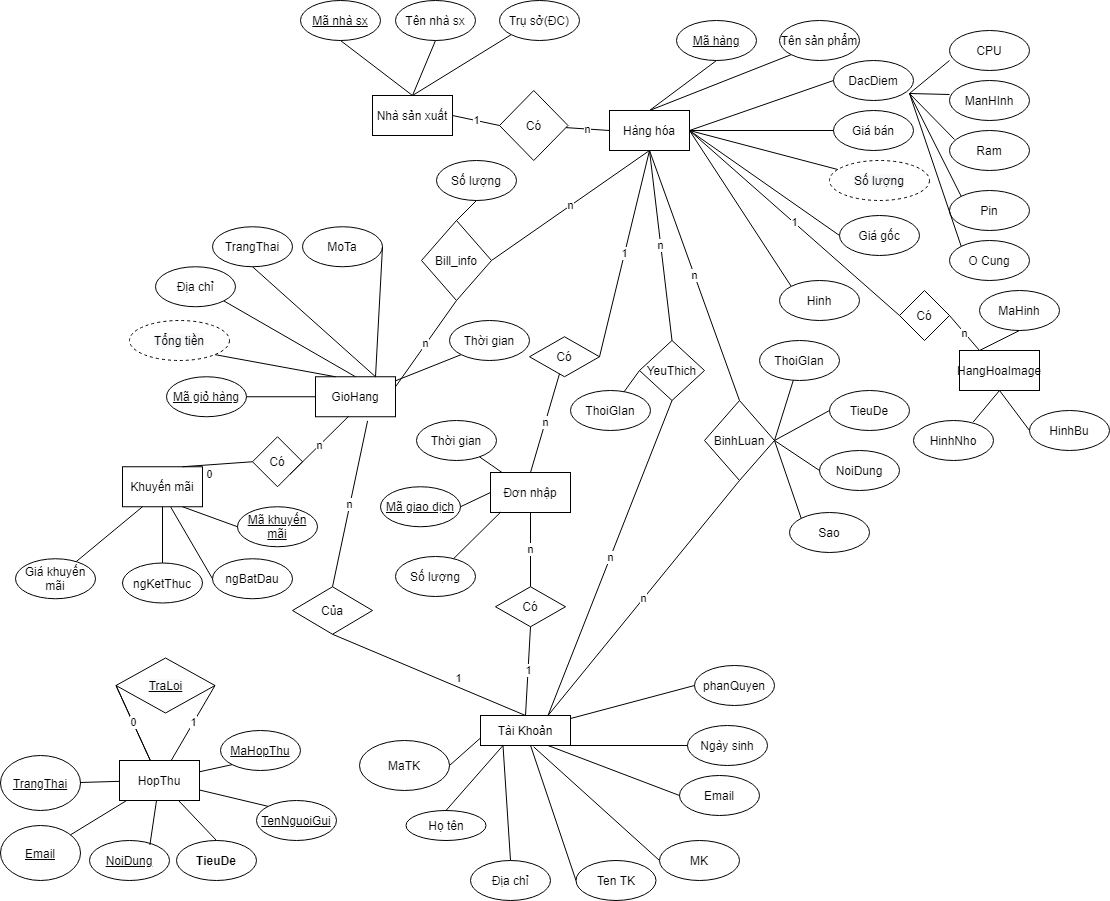 Mã nhà sx
Tên nhà sx
Trụ sở(ĐC)
Mã hàng
Tên sản phẩm
CPU
DacDiem
ManHInh
Nhà sản xuất
1
Có
n
Hàng hóa
Giá bán
Ram
Số lượng
Số lượng
n
1
Pin
TrangThai
MoTa
Bill_info
1
n
n
Giá gốc
O Cung
Địa chỉ
Hinh
Có
MaHinh
Tổng tiền
n
Thời gian
Có
n
ThoiGIan
HangHoaImage
YeuThich
Mã giỏ hàng
GioHang
ThoiGIan
TieuDe
n
Thời gian
BinhLuan
HinhNho
HinhBu
n
Có
0
Khuyến mãi
NoiDung
Đơn nhập
n
Mã giao dịch
Mã khuyến
mãi
Sao
n
n
Giá khuyến
mãi
ngKetThuc
ngBatDau
Số lượng
n
Của
Có
1
1
TraLoi
phanQuyen
0
1
Tài Khoản
MaHopThu
Ngày sinh
MaTK
TrangThai
HopThu
Email
TenNguoiGui
Họ tên
Email
NoiDung
TieuDe
MK
Địa chỉ
Ten TK